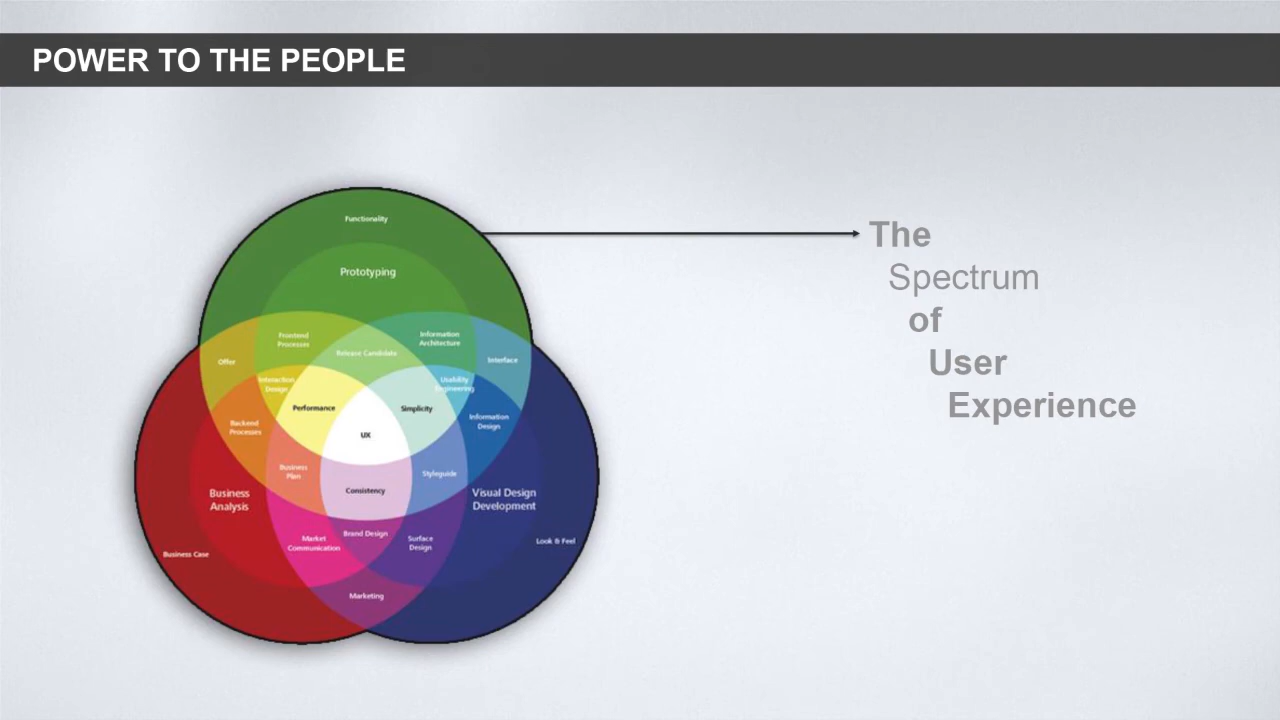 POWER TO THE PEOPLE
Functionality
Prototyping
Frontend
Processes
Information
Architecture
Release Candidate
Offer
Interface
Interaction
Design
Usability
Engineering
Performance
Simplicity
Backend
Processes
Information
Design
UX
Business
Plan
Styleguide
Consistency
Business
Analysis
Visual Design
Development
Market
Communication
Brand Design
Surface
Design
Business Case
Look & Feel
Marketing
The
Spectrum
of
User
Experience